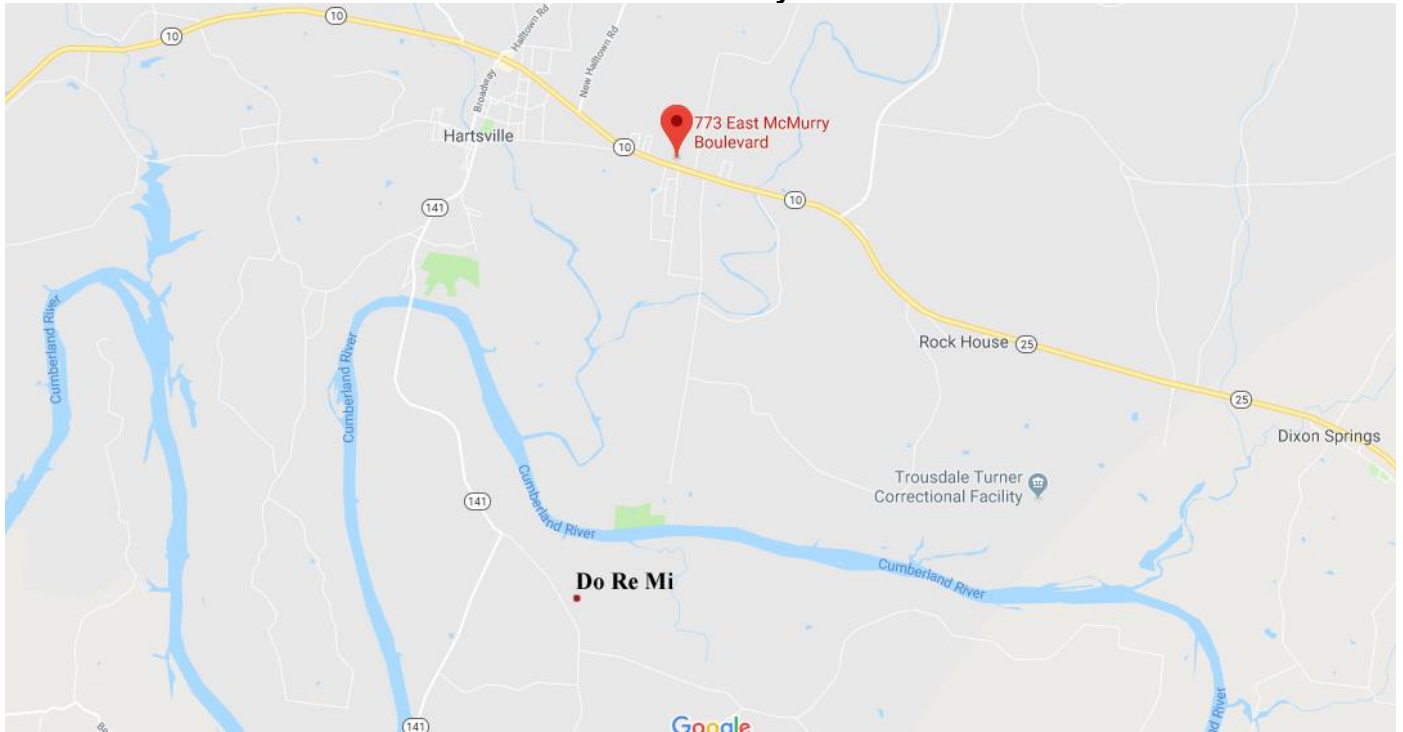 10
10
Halltown Rd
New Halltown Rd
Broadway
Hartsville
773 East McMurry
Boulevard
10
10
141
Cumberland River
Cumberland River
Rock House
25
25
Dixon Springs
Trousdale Turner
Correctional Facility
141
Cumberland River
Cumberland River
Do Re Mi
d River
141
Google